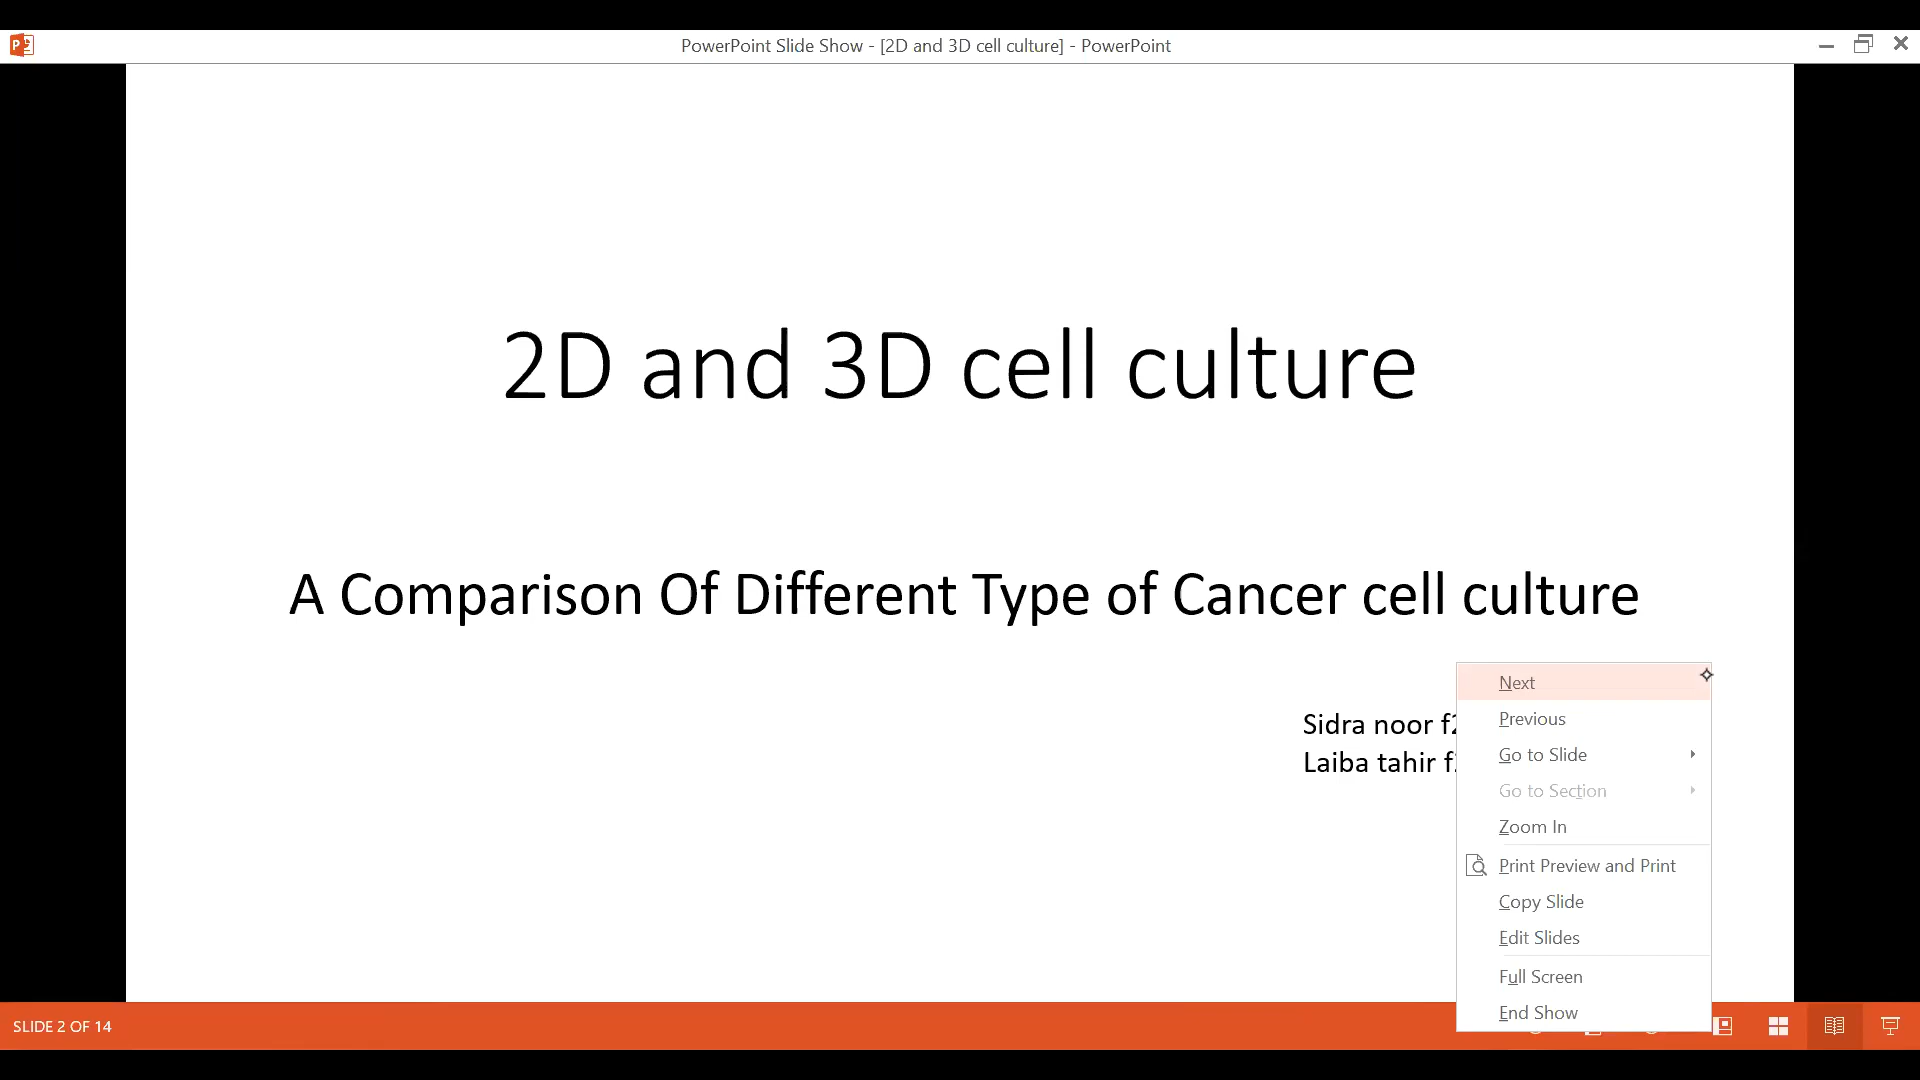 PowerPoint Slide Show - [2D and 3D cell culture] - PowerPoint
2D and 3D cell culture
A Comparison Of Different Type of Cancer cell culture
Sidra noor
Laiba tahir
Next
Previous
Go to Slide
Go to Section
Zoom In
Print Preview and Print
Copy Slide
Edit Slides
Full Screen
End Show
SLIDE 2 OF 14